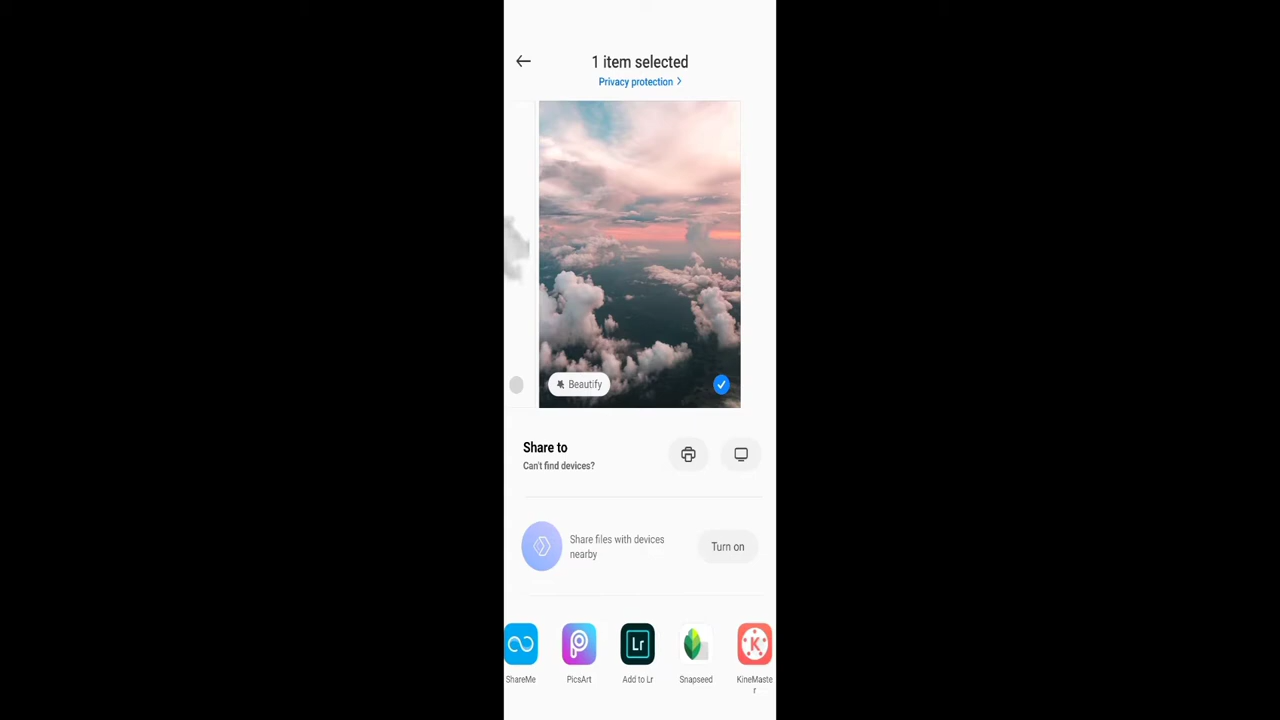 1 item selected
Privacy protection
Beautify
Share to
Can't find devices?
Share files with devices
nearby
Turn on
ShareMe
PicsArt
Lr
Add to Lr
Snapseed
K
KineMaste
r